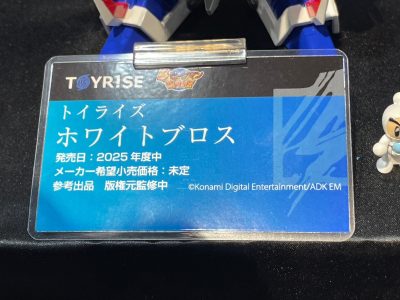 TOYRISE
トイライズ
ホワイトブロス
発売日：2025年度中
メーカー希望小売価格：未定
参考出品　版権元監修中　©Konami Digital Entertainment/ADK EM